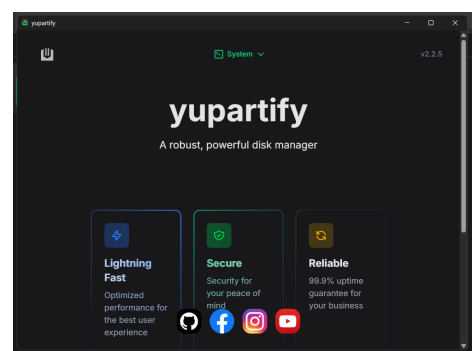 yupartify
System
v2.2.5
yupartify
A robust, powerful disk manager
Lightning
Fast
Optimized
performance for
the best user
experience
Secure
Security for
your peace of
mind
Reliable
99.9% uptime
guarantee for
your business